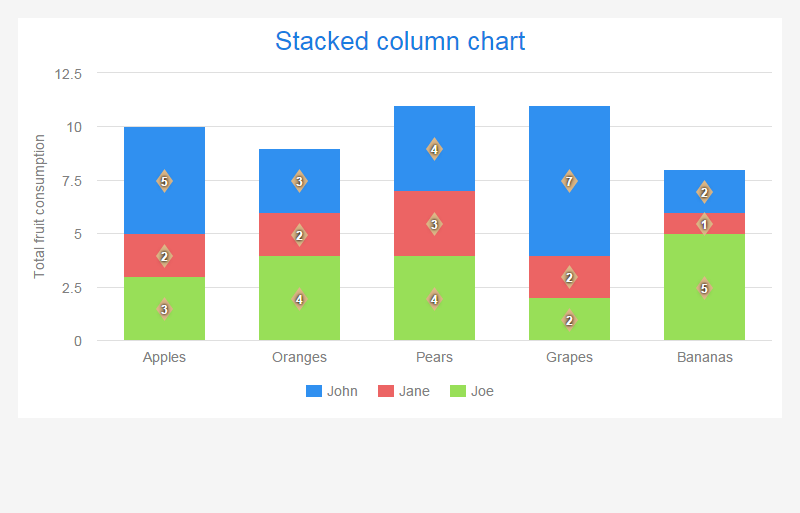 Stacked column chart
Total fruit consumption
12.5
10
7.5
5
2.5
0
5
3
4
7
2
2
2
3
2
1
3
4
4
2
5
Apples
Oranges
Pears
Grapes
Bananas
John
Jane
Joe